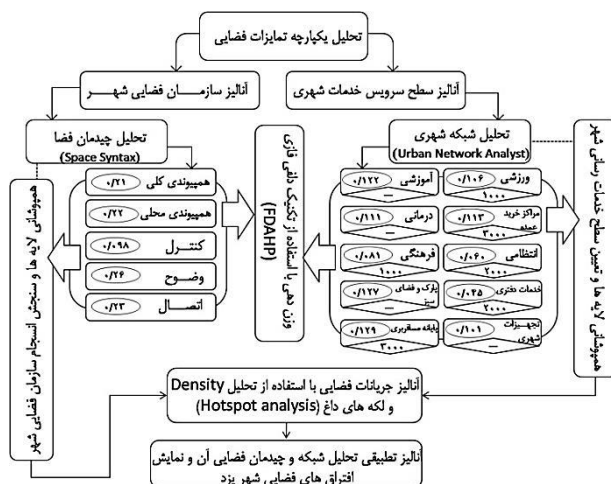 تحلیل یکپارچه تمایزات فضایی
آنالیز سطح سرویس خدمات شهری
آنالیز سازمـــان فضایی شهـــر
تحلیل شبکه شهری
(Urban Network Analyst)
تحلیل چیدمان فضا
(Space Syntax)
همپوشانی لایه ها و تعیین سطح خدمات رسانی شهر
ورزشی
۰/۱۰۶
۱۰۰۰
آموزشی
۰/۱۲۲
—
مراکز خرید
عمده
۰/۱۱۳
۳۰۰۰
درمانی
۰/۱۱۱
—
انتظامی
۰/۰۶۰
۲۰۰۰
فرهنگی
۰/۰۸۱
۱۰۰۰
خدمات دفتری
۰/۰۴۵
۲۰۰۰
پارک و فضای
سبز
۰/۱۲۷
—
تجهیزات
شهری
۰/۱۰۱
—
پایانه مسافربری
۰/۱۲۹
۳۰۰۰
وزن دهی با استفاده از تکنیک دلفی فازی
(FDAHP)
همپیوندی کلی
۰/۲۱
همپیوندی محلی
۰/۲۲
کنتــرل
۰/۰۹۸
وضــوح
۰/۲۶
اتصــال
۰/۲۳
همپوشانی لایه ها و سنجش انسجام سازمان فضایی شهر
آنالیز جریانات فضایی با استفاده از تحلیل Density
و لکه های داغ (Hotspot analysis)
آنالیز تطبیقی تحلیل شبکه و چیدمان فضایی آن و نمایش
افتراق های فضایی شهر یزد